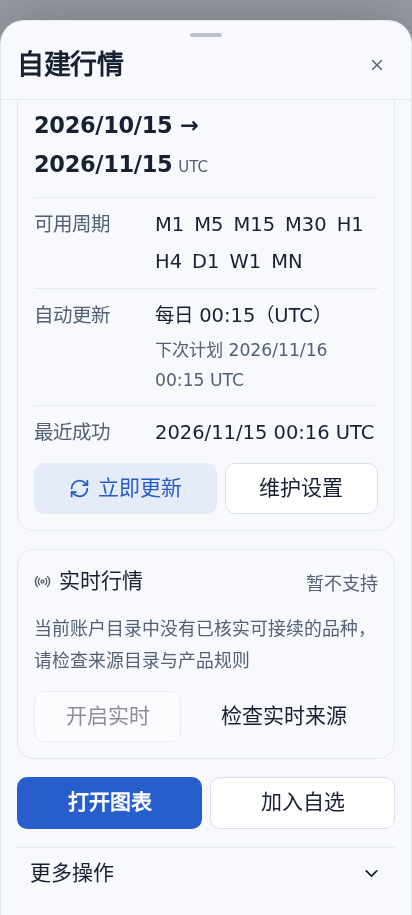 自建行情
2026/10/15 →
2026/11/15 UTC
可用周期
M1 M5 M15 M30 H1
H4 D1 W1 MN
自动更新
每日 00:15（UTC）
下次计划 2026/11/16
00:15 UTC
最近成功
2026/11/15 00:16 UTC
立即更新
维护设置
实时行情
暂不支持
当前账户目录中没有已核实可接续的品种，
请检查来源目录与产品规则
开启实时
检查实时来源
打开图表
加入自选
更多操作